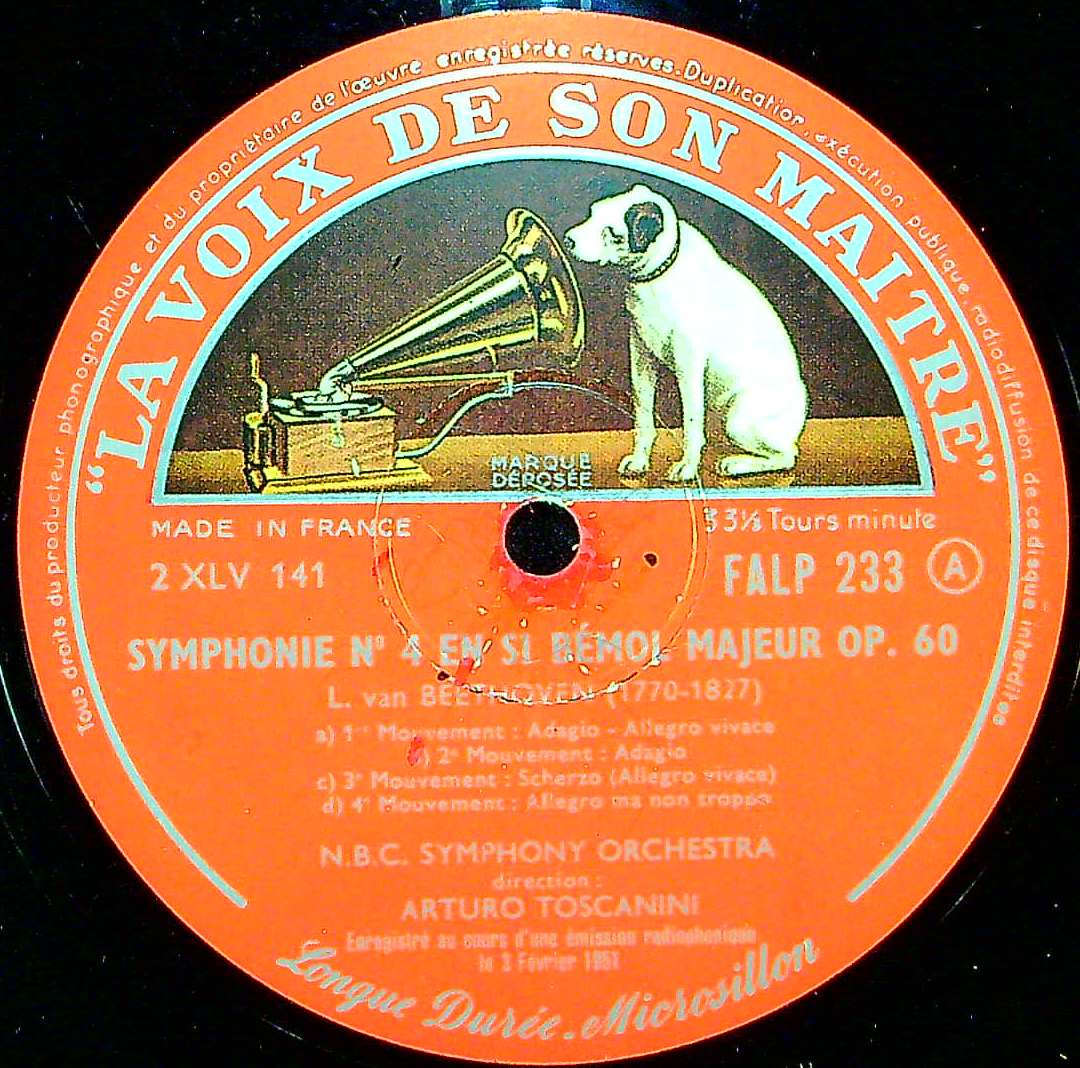 Tous droits du producteur phonographique et du propriétaire de l'œuvre enregistrée réservés. Duplication, exécution publique, radiodiffusion de ce disque interdites
"LA VOIX DE SON MAITRE"
MARQUE
DÉPOSÉE
MADE IN FRANCE 33⅓ Tours minute
2 XLV 141 FALP 233 A
SYMPHONIE Nº 4 EN SI BÉMOL MAJEUR OP. 60
L. van BEETHOVEN (1770-1827)
a) 1er Mouvement : Adagio - Allegro vivace
b) 2e Mouvement : Adagio
c) 3e Mouvement : Scherzo (Allegro vivace)
d) 4e Mouvement : Allegro ma non troppo
N.B.C. SYMPHONY ORCHESTRA
direction :
ARTURO TOSCANINI
Enregistré au cours d'une émission radiophonique
le 3 Février 1951
Longue Durée. Microsillon